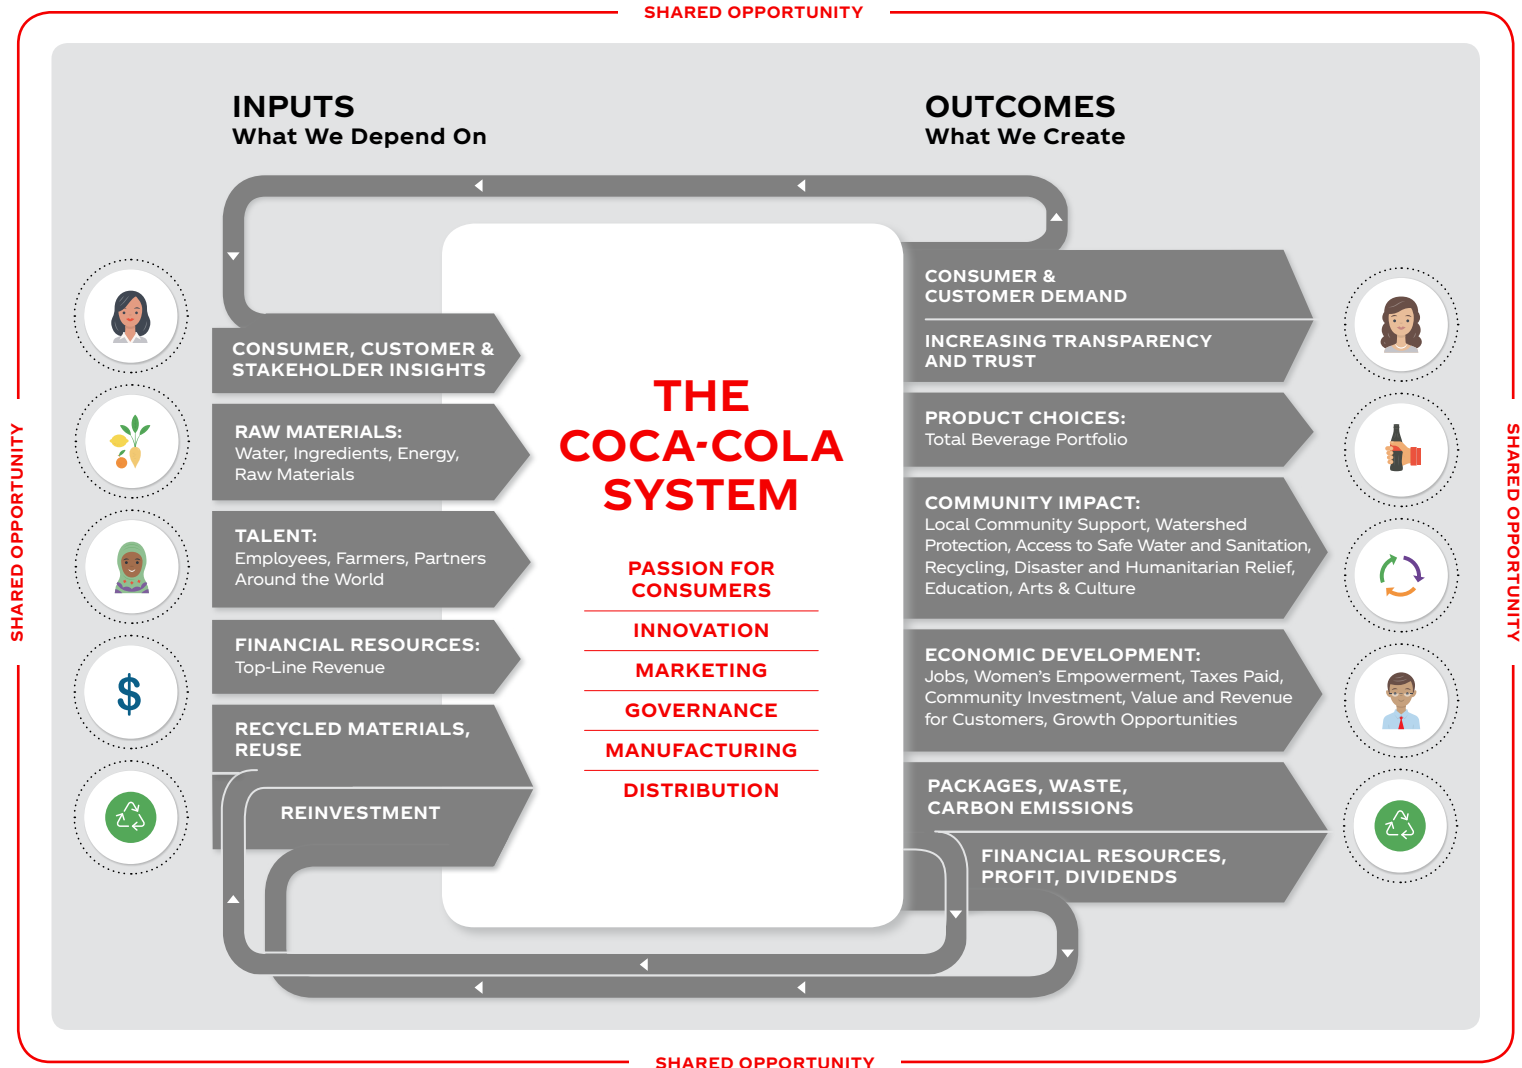 SHARED OPPORTUNITY
INPUTS
What We Depend On
OUTCOMES
What We Create
SHARED OPPORTUNITY
CONSUMER, CUSTOMER &
STAKEHOLDER INSIGHTS
RAW MATERIALS:
Water, Ingredients, Energy,
Raw Materials
TALENT:
Employees, Farmers, Partners
Around the World
FINANCIAL RESOURCES:
Top-Line Revenue
$
RECYCLED MATERIALS,
REUSE
REINVESTMENT
THE
COCA-COLA
SYSTEM
PASSION FOR
CONSUMERS
INNOVATION
MARKETING
GOVERNANCE
MANUFACTURING
DISTRIBUTION
CONSUMER &
CUSTOMER DEMAND
INCREASING TRANSPARENCY
AND TRUST
PRODUCT CHOICES:
Total Beverage Portfolio
COMMUNITY IMPACT:
Local Community Support, Watershed
Protection, Access to Safe Water and Sanitation,
Recycling, Disaster and Humanitarian Relief,
Education, Arts & Culture
ECONOMIC DEVELOPMENT:
Jobs, Women's Empowerment, Taxes Paid,
Community Investment, Value and Revenue
for Customers, Growth Opportunities
PACKAGES, WASTE,
CARBON EMISSIONS
FINANCIAL RESOURCES,
PROFIT, DIVIDENDS
SHARED OPPORTUNITY
SHARED OPPORTUNITY